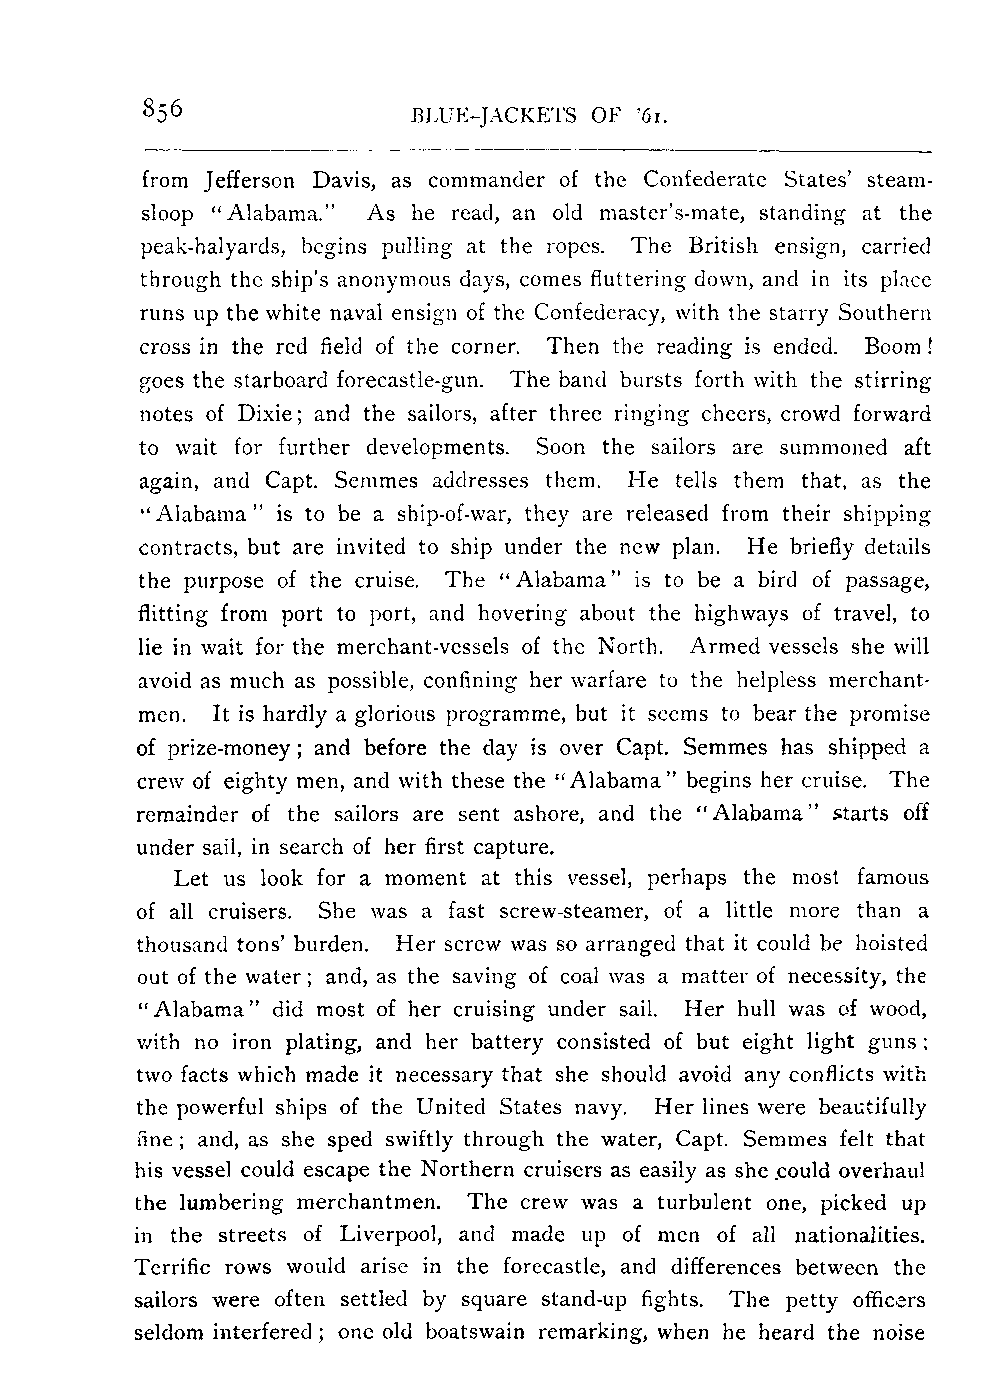 856 BLUE-JACKETS OF '61.
from Jefferson Davis, as commander of the Confederate States' steam-
sloop "Alabama." As he read, an old master's-mate, standing at the
peak-halyards, begins pulling at the ropes. The British ensign, carried
through the ship's anonymous days, comes fluttering down, and in its place
runs up the white naval ensign of the Confederacy, with the starry Southern
cross in the red field of the corner. Then the reading is ended. Boom!
goes the starboard forecastle-gun. The band bursts forth with the stirring
notes of Dixie; and the sailors, after three ringing cheers, crowd forward
to wait for further developments. Soon the sailors are summoned aft
again, and Capt. Semmes addresses them. He tells them that, as the
"Alabama" is to be a ship-of-war, they are released from their shipping
contracts, but are invited to ship under the new plan. He briefly details
the purpose of the cruise. The "Alabama" is to be a bird of passage,
flitting from port to port, and hovering about the highways of travel, to
lie in wait for the merchant-vessels of the North. Armed vessels she will
avoid as much as possible, confining her warfare to the helpless merchant-
men. It is hardly a glorious programme, but it seems to bear the promise
of prize-money; and before the day is over Capt. Semmes has shipped a
crew of eighty men, and with these the "Alabama" begins her cruise. The
remainder of the sailors are sent ashore, and the "Alabama" starts off
under sail, in search of her first capture.
Let us look for a moment at this vessel, perhaps the most famous
of all cruisers. She was a fast screw-steamer, of a little more than a
thousand tons' burden. Her screw was so arranged that it could be hoisted
out of the water; and, as the saving of coal was a matter of necessity, the
"Alabama" did most of her cruising under sail. Her hull was of wood,
with no iron plating, and her battery consisted of but eight light guns;
two facts which made it necessary that she should avoid any conflicts with
the powerful ships of the United States navy. Her lines were beautifully
fine; and, as she sped swiftly through the water, Capt. Semmes felt that
his vessel could escape the Northern cruisers as easily as she could overhaul
the lumbering merchantmen. The crew was a turbulent one, picked up
in the streets of Liverpool, and made up of men of all nationalities.
Terrific rows would arise in the forecastle, and differences between the
sailors were often settled by square stand-up fights. The petty officers
seldom interfered; one old boatswain remarking, when he heard the noise